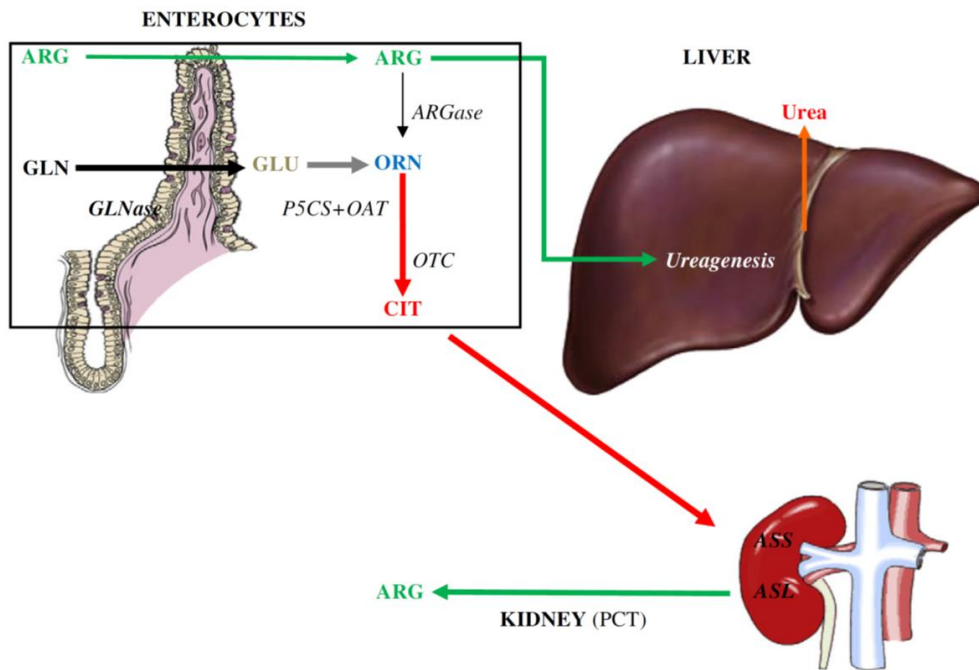 ENTEROCYTES
ARG
ARG
LIVER
ARGase
Urea
GLN
GLU
ORN
GLNase
P5CS+OAT
OTC
Ureagenesis
CIT
ASS
ARG
ASL
KIDNEY (PCT)